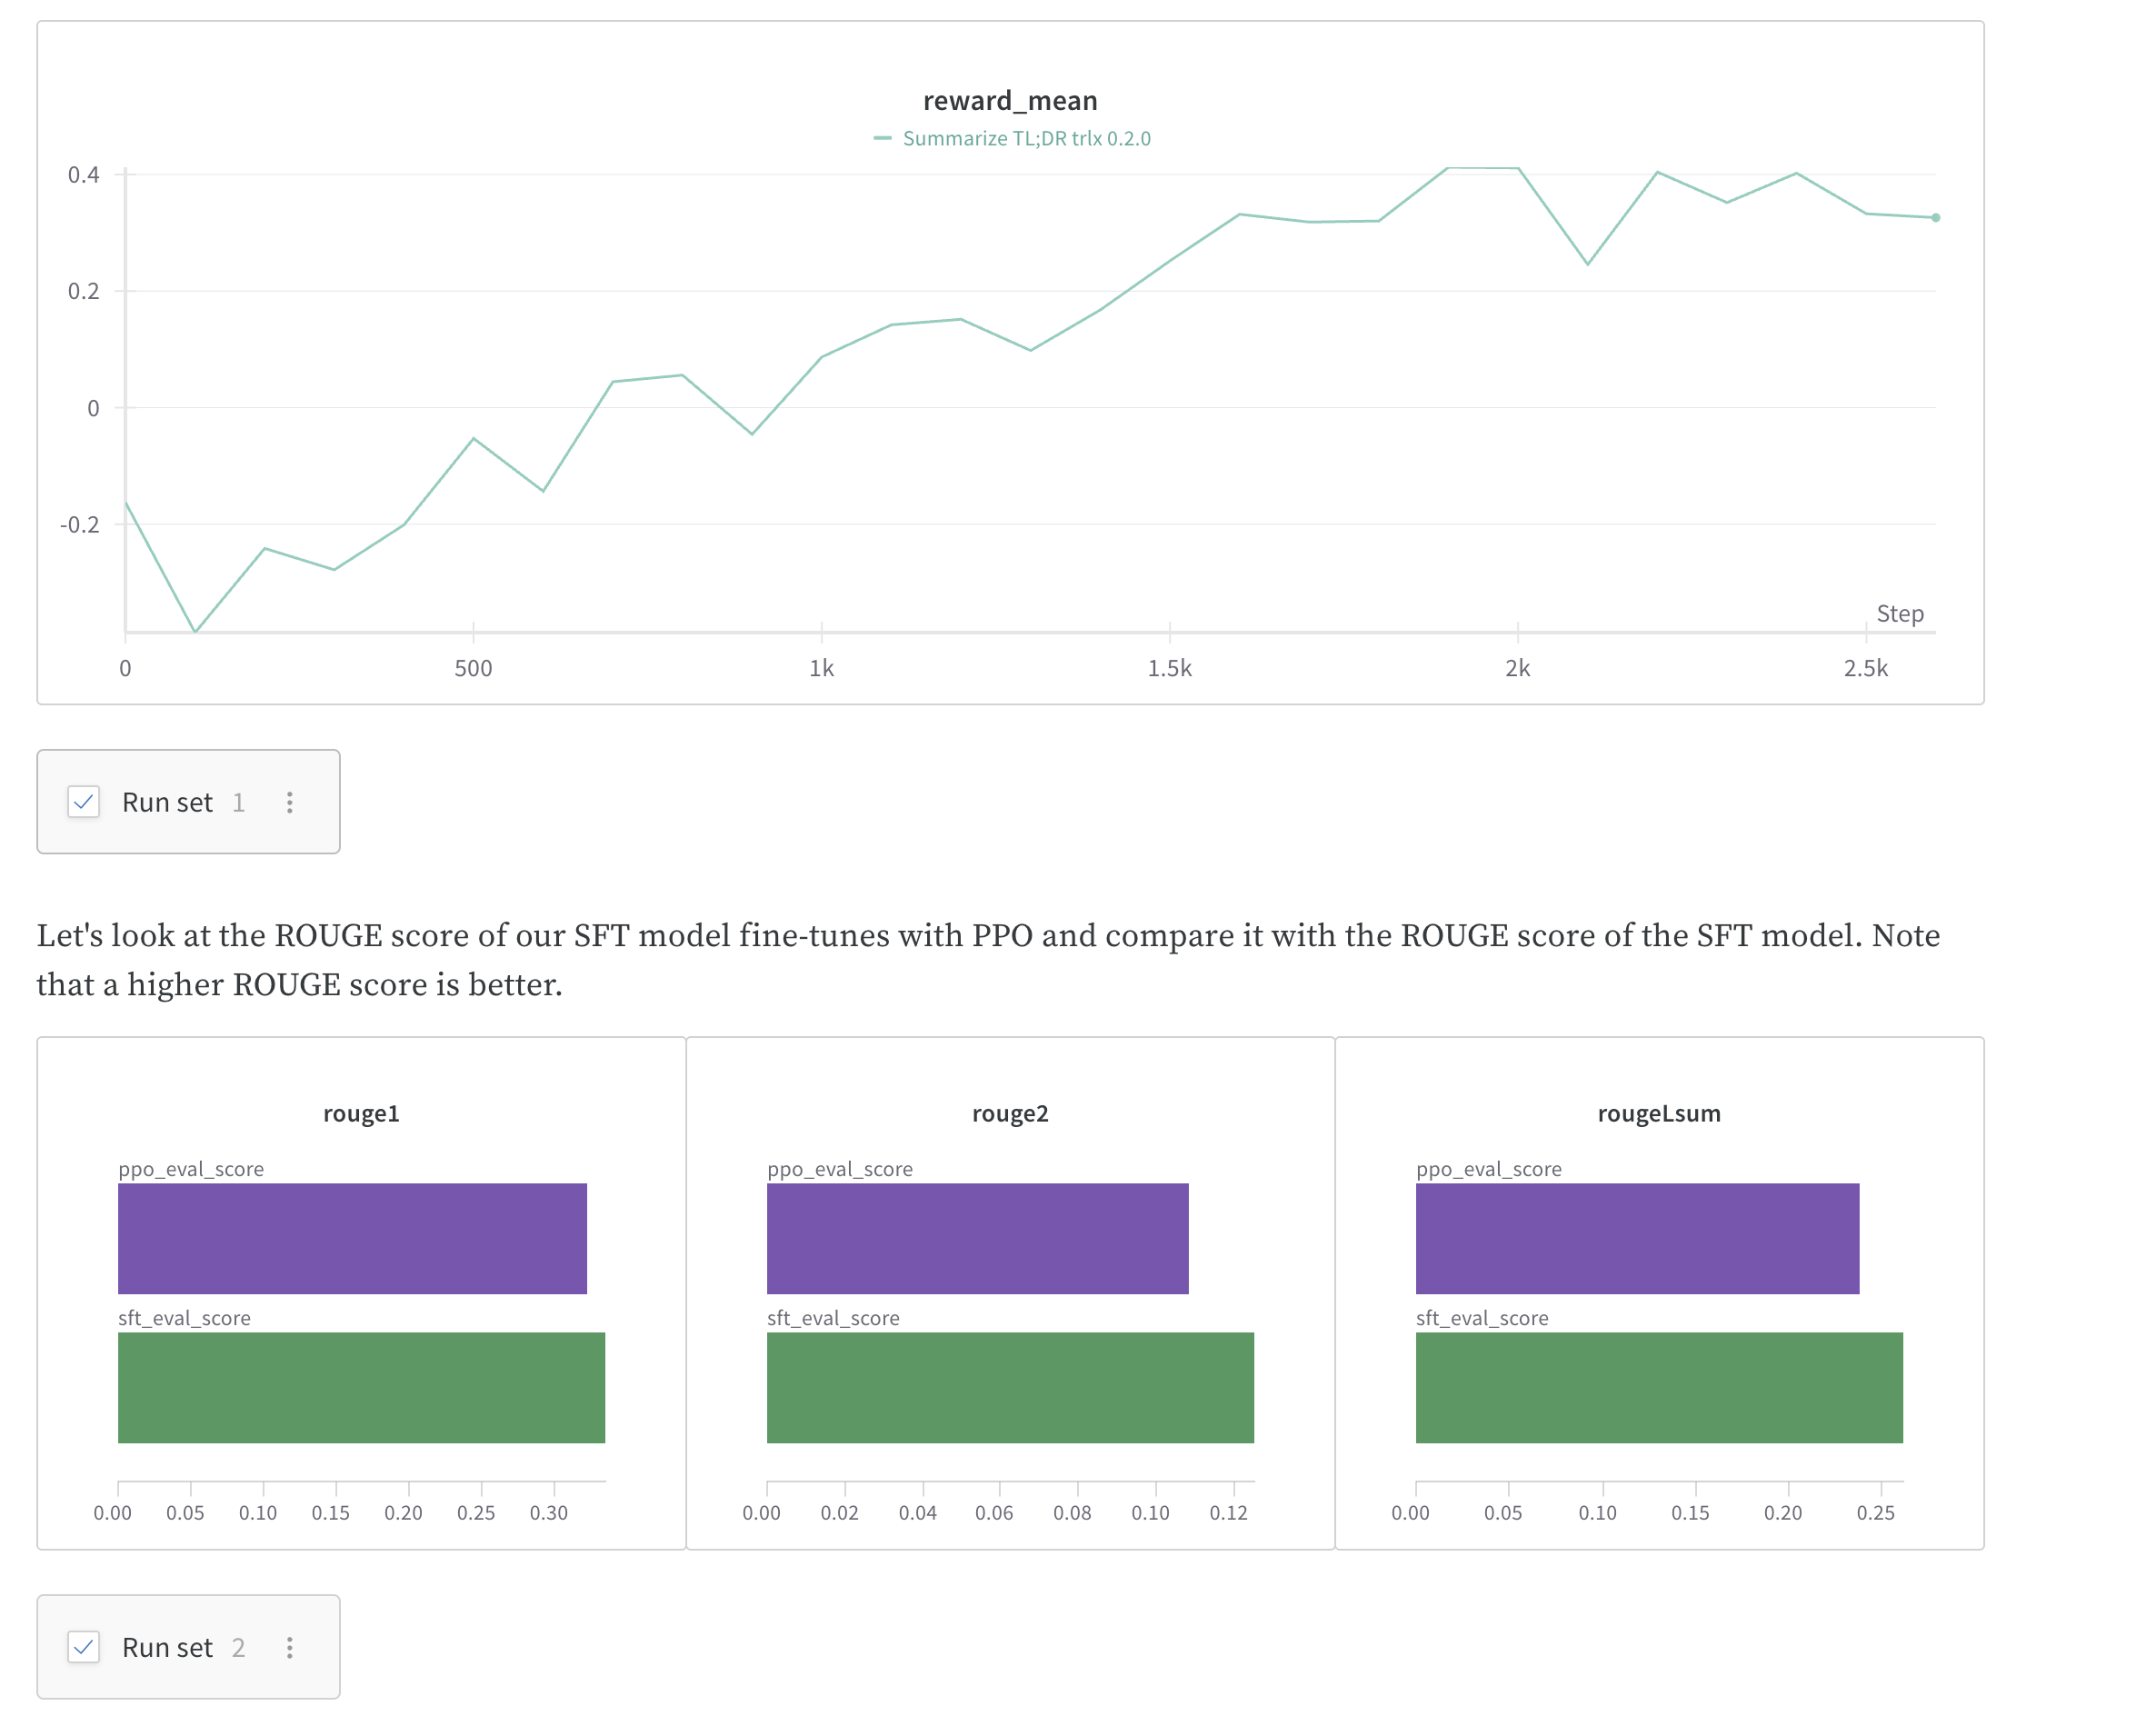 reward_mean
Summarize TL;DR trlx 0.2.0
0.4
0.2
0
-0.2
Step
0 500 1k 1.5k 2k 2.5k
Run set 1
Let's look at the ROUGE score of our SFT model fine-tunes with PPO and compare it with the ROUGE score of the SFT model. Note
that a higher ROUGE score is better.
rouge1
ppo_eval_score
sft_eval_score
0.00 0.05 0.10 0.15 0.20 0.25 0.30
rouge2
ppo_eval_score
sft_eval_score
0.00 0.02 0.04 0.06 0.08 0.10 0.12
rougeLsum
ppo_eval_score
sft_eval_score
0.00 0.05 0.10 0.15 0.20 0.25
Run set 2